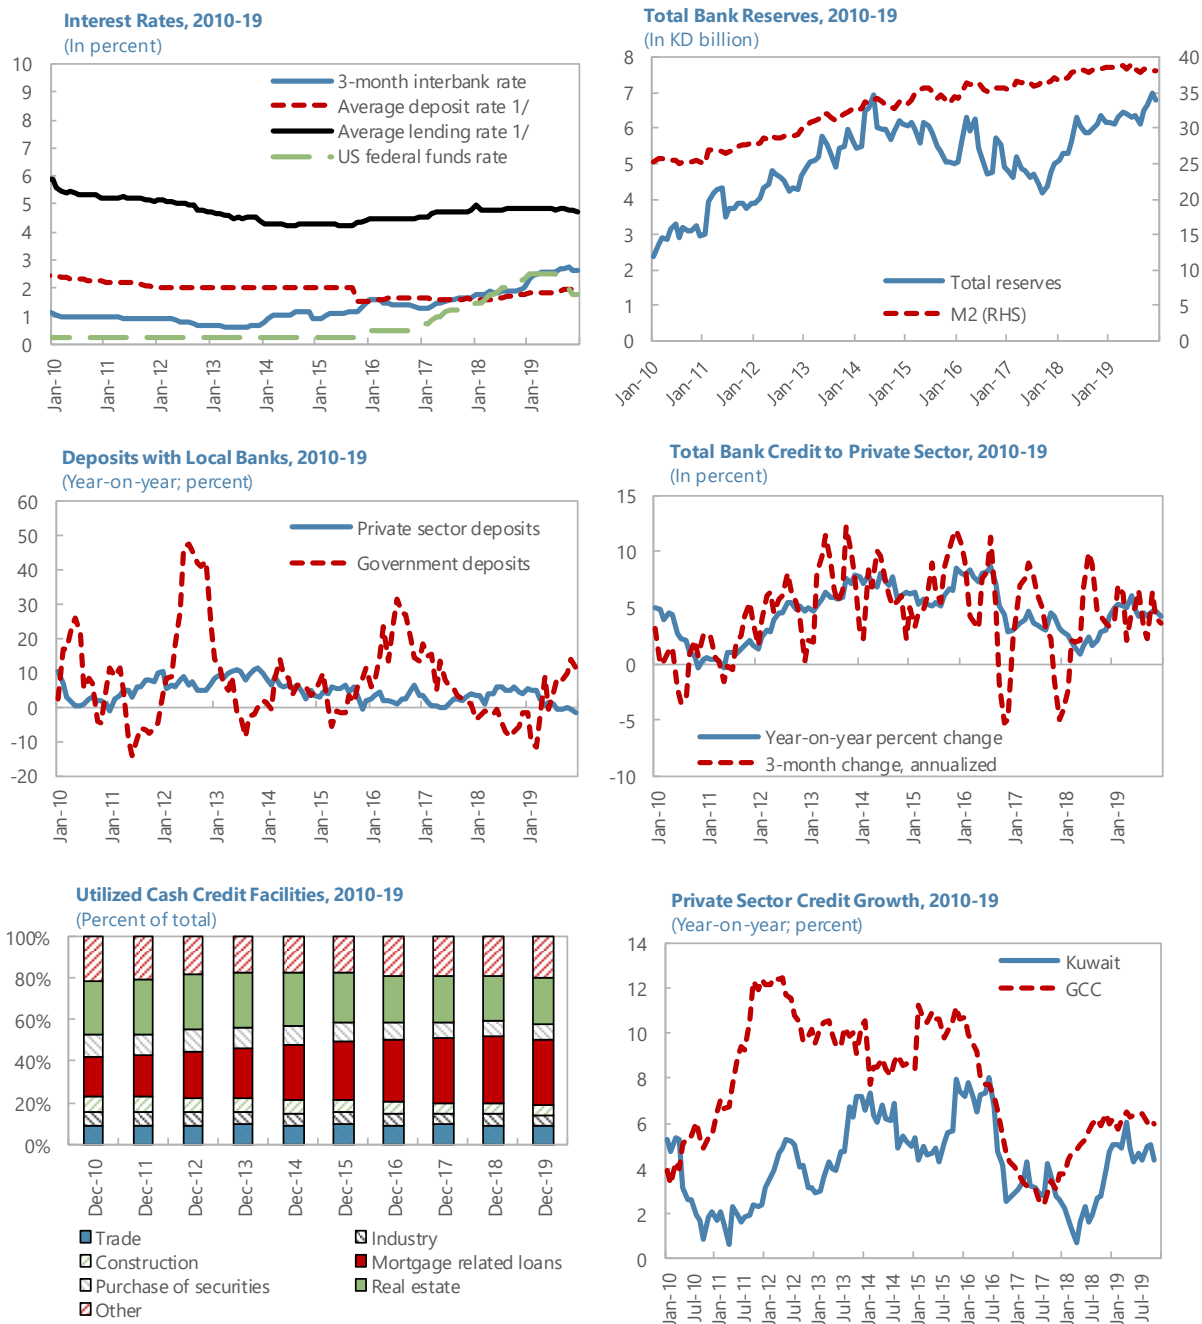 Interest Rates, 2010-19
(In percent)
10
9
8
7
6
5
4
3
2
1
0
3-month interbank rate
Average deposit rate 1/
Average lending rate 1/
US federal funds rate
Jan-10
Jan-11
Jan-12
Jan-13
Jan-14
Jan-15
Jan-16
Jan-17
Jan-18
Jan-19
Total Bank Reserves, 2010-19
(In KD billion)
8
7
6
5
4
3
2
1
0
40
35
30
25
20
15
10
5
0
Total reserves
M2 (RHS)
Jan-10
Jan-11
Jan-12
Jan-13
Jan-14
Jan-15
Jan-16
Jan-17
Jan-18
Jan-19
Deposits with Local Banks, 2010-19
(Year-on-year; percent)
60
50
40
30
20
10
0
-10
-20
Private sector deposits
Government deposits
Jan-10
Jan-11
Jan-12
Jan-13
Jan-14
Jan-15
Jan-16
Jan-17
Jan-18
Jan-19
Total Bank Credit to Private Sector, 2010-19
(In percent)
15
10
5
0
-5
-10
Year-on-year percent change
3-month change, annualized
Jan-10
Jan-11
Jan-12
Jan-13
Jan-14
Jan-15
Jan-16
Jan-17
Jan-18
Jan-19
Utilized Cash Credit Facilities, 2010-19
(Percent of total)
100%
80%
60%
40%
20%
0%
Dec-10
Dec-11
Dec-12
Dec-13
Dec-14
Dec-15
Dec-16
Dec-17
Dec-18
Dec-19
Trade
Industry
Construction
Mortgage related loans
Purchase of securities
Real estate
Other
Private Sector Credit Growth, 2010-19
(Year-on-year; percent)
14
12
10
8
6
4
2
0
Kuwait
GCC
Jan-10
Jul-10
Jan-11
Jul-11
Jan-12
Jul-12
Jan-13
Jul-13
Jan-14
Jul-14
Jan-15
Jul-15
Jan-16
Jul-16
Jan-17
Jul-17
Jan-18
Jul-18
Jan-19
Jul-19